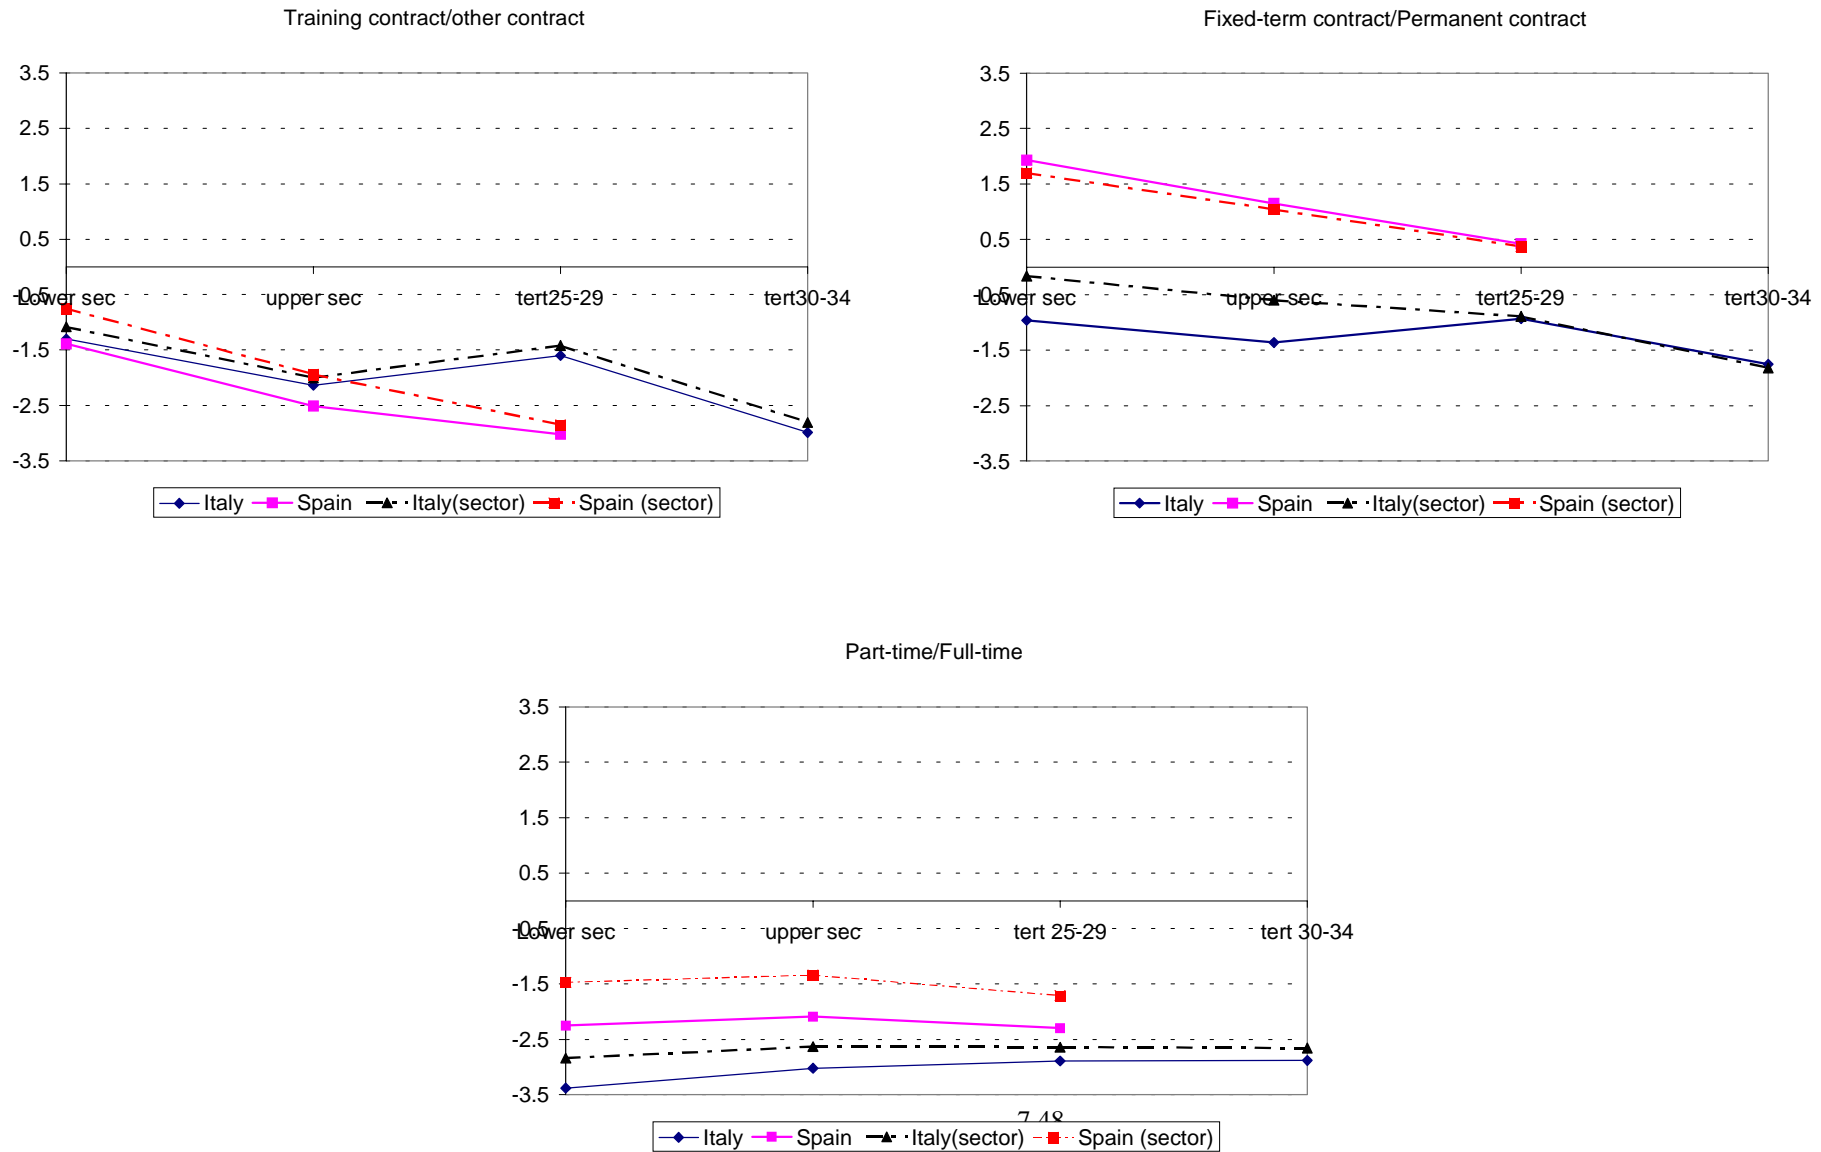 Training contract/other contract
3.5
2.5
1.5
0.5
-0.5
-1.5
-2.5
-3.5
Lower sec upper sec tert25-29 tert30-34
Italy Spain Italy(sector) Spain (sector)
Fixed-term contract/Permanent contract
3.5
2.5
1.5
0.5
-0.5
-1.5
-2.5
-3.5
Lower sec upper sec tert25-29 tert30-34
Italy Spain Italy(sector) Spain (sector)
Part-time/Full-time
3.5
2.5
1.5
0.5
-0.5
-1.5
-2.5
-3.5
Lower sec upper sec tert 25-29 tert 30-34
7.48
Italy Spain Italy(sector) Spain (sector)